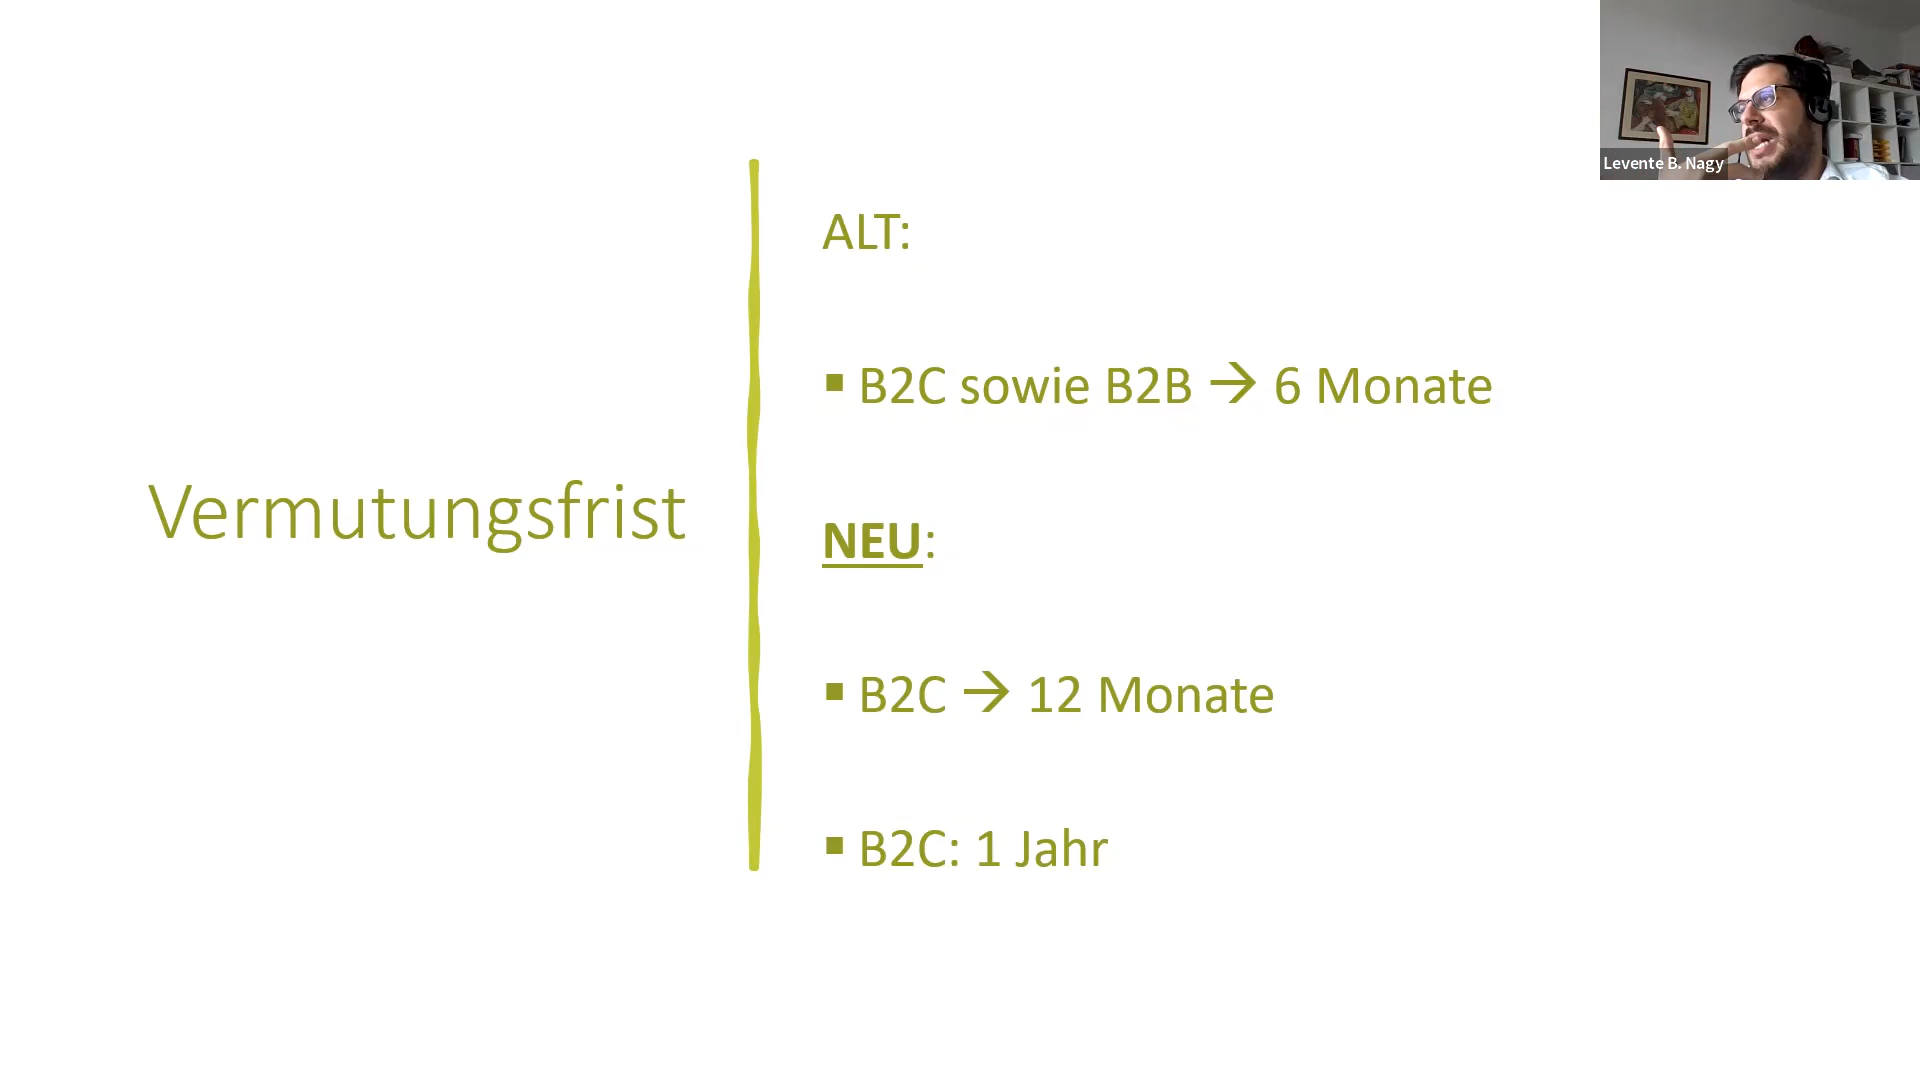 Levente B. Nagy
Vermutungsfrist
ALT:
▪ B2C sowie B2B → 6 Monate
NEU:
▪ B2C → 12 Monate
▪ B2C: 1 Jahr